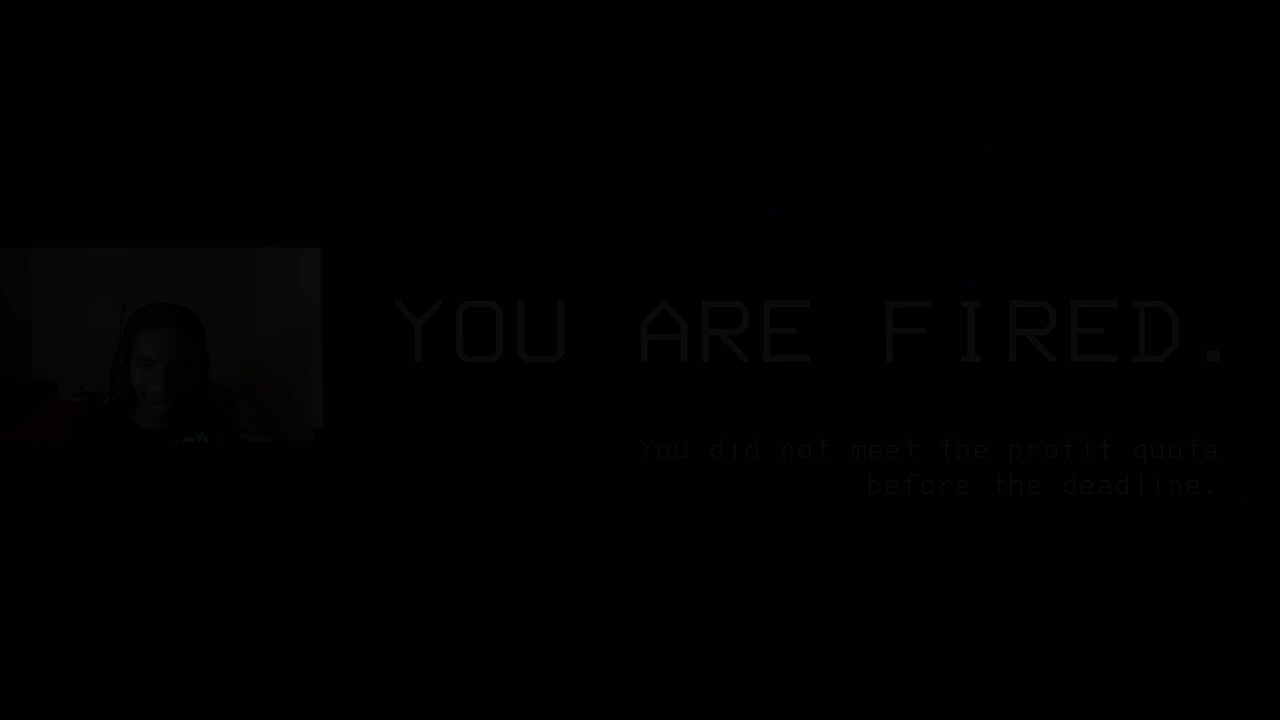 YOU ARE FIRED.
You did not meet the profit quota
before the deadline.